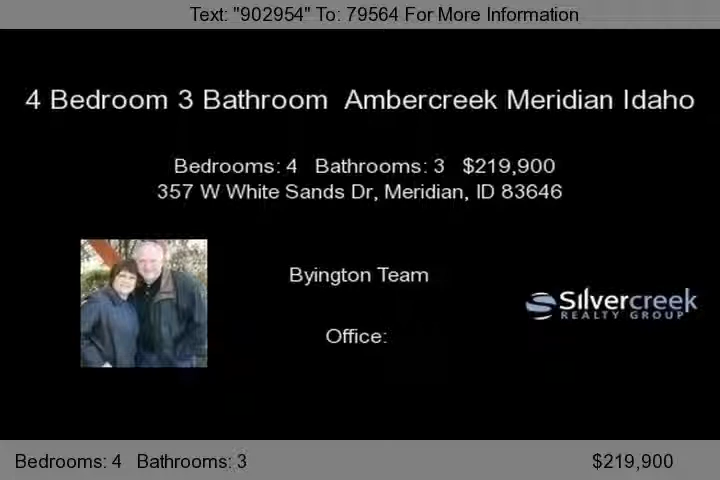 Text: "902954" To: 79564 For More Information
4 Bedroom 3 Bathroom Ambercreek Meridian Idaho
Bedrooms: 4 Bathrooms: 3 $219,900
357 W White Sands Dr, Meridian, ID 83646
Byington Team
Silvercreek
REALTY GROUP
Office:
Bedrooms: 4 Bathrooms: 3 $219,900